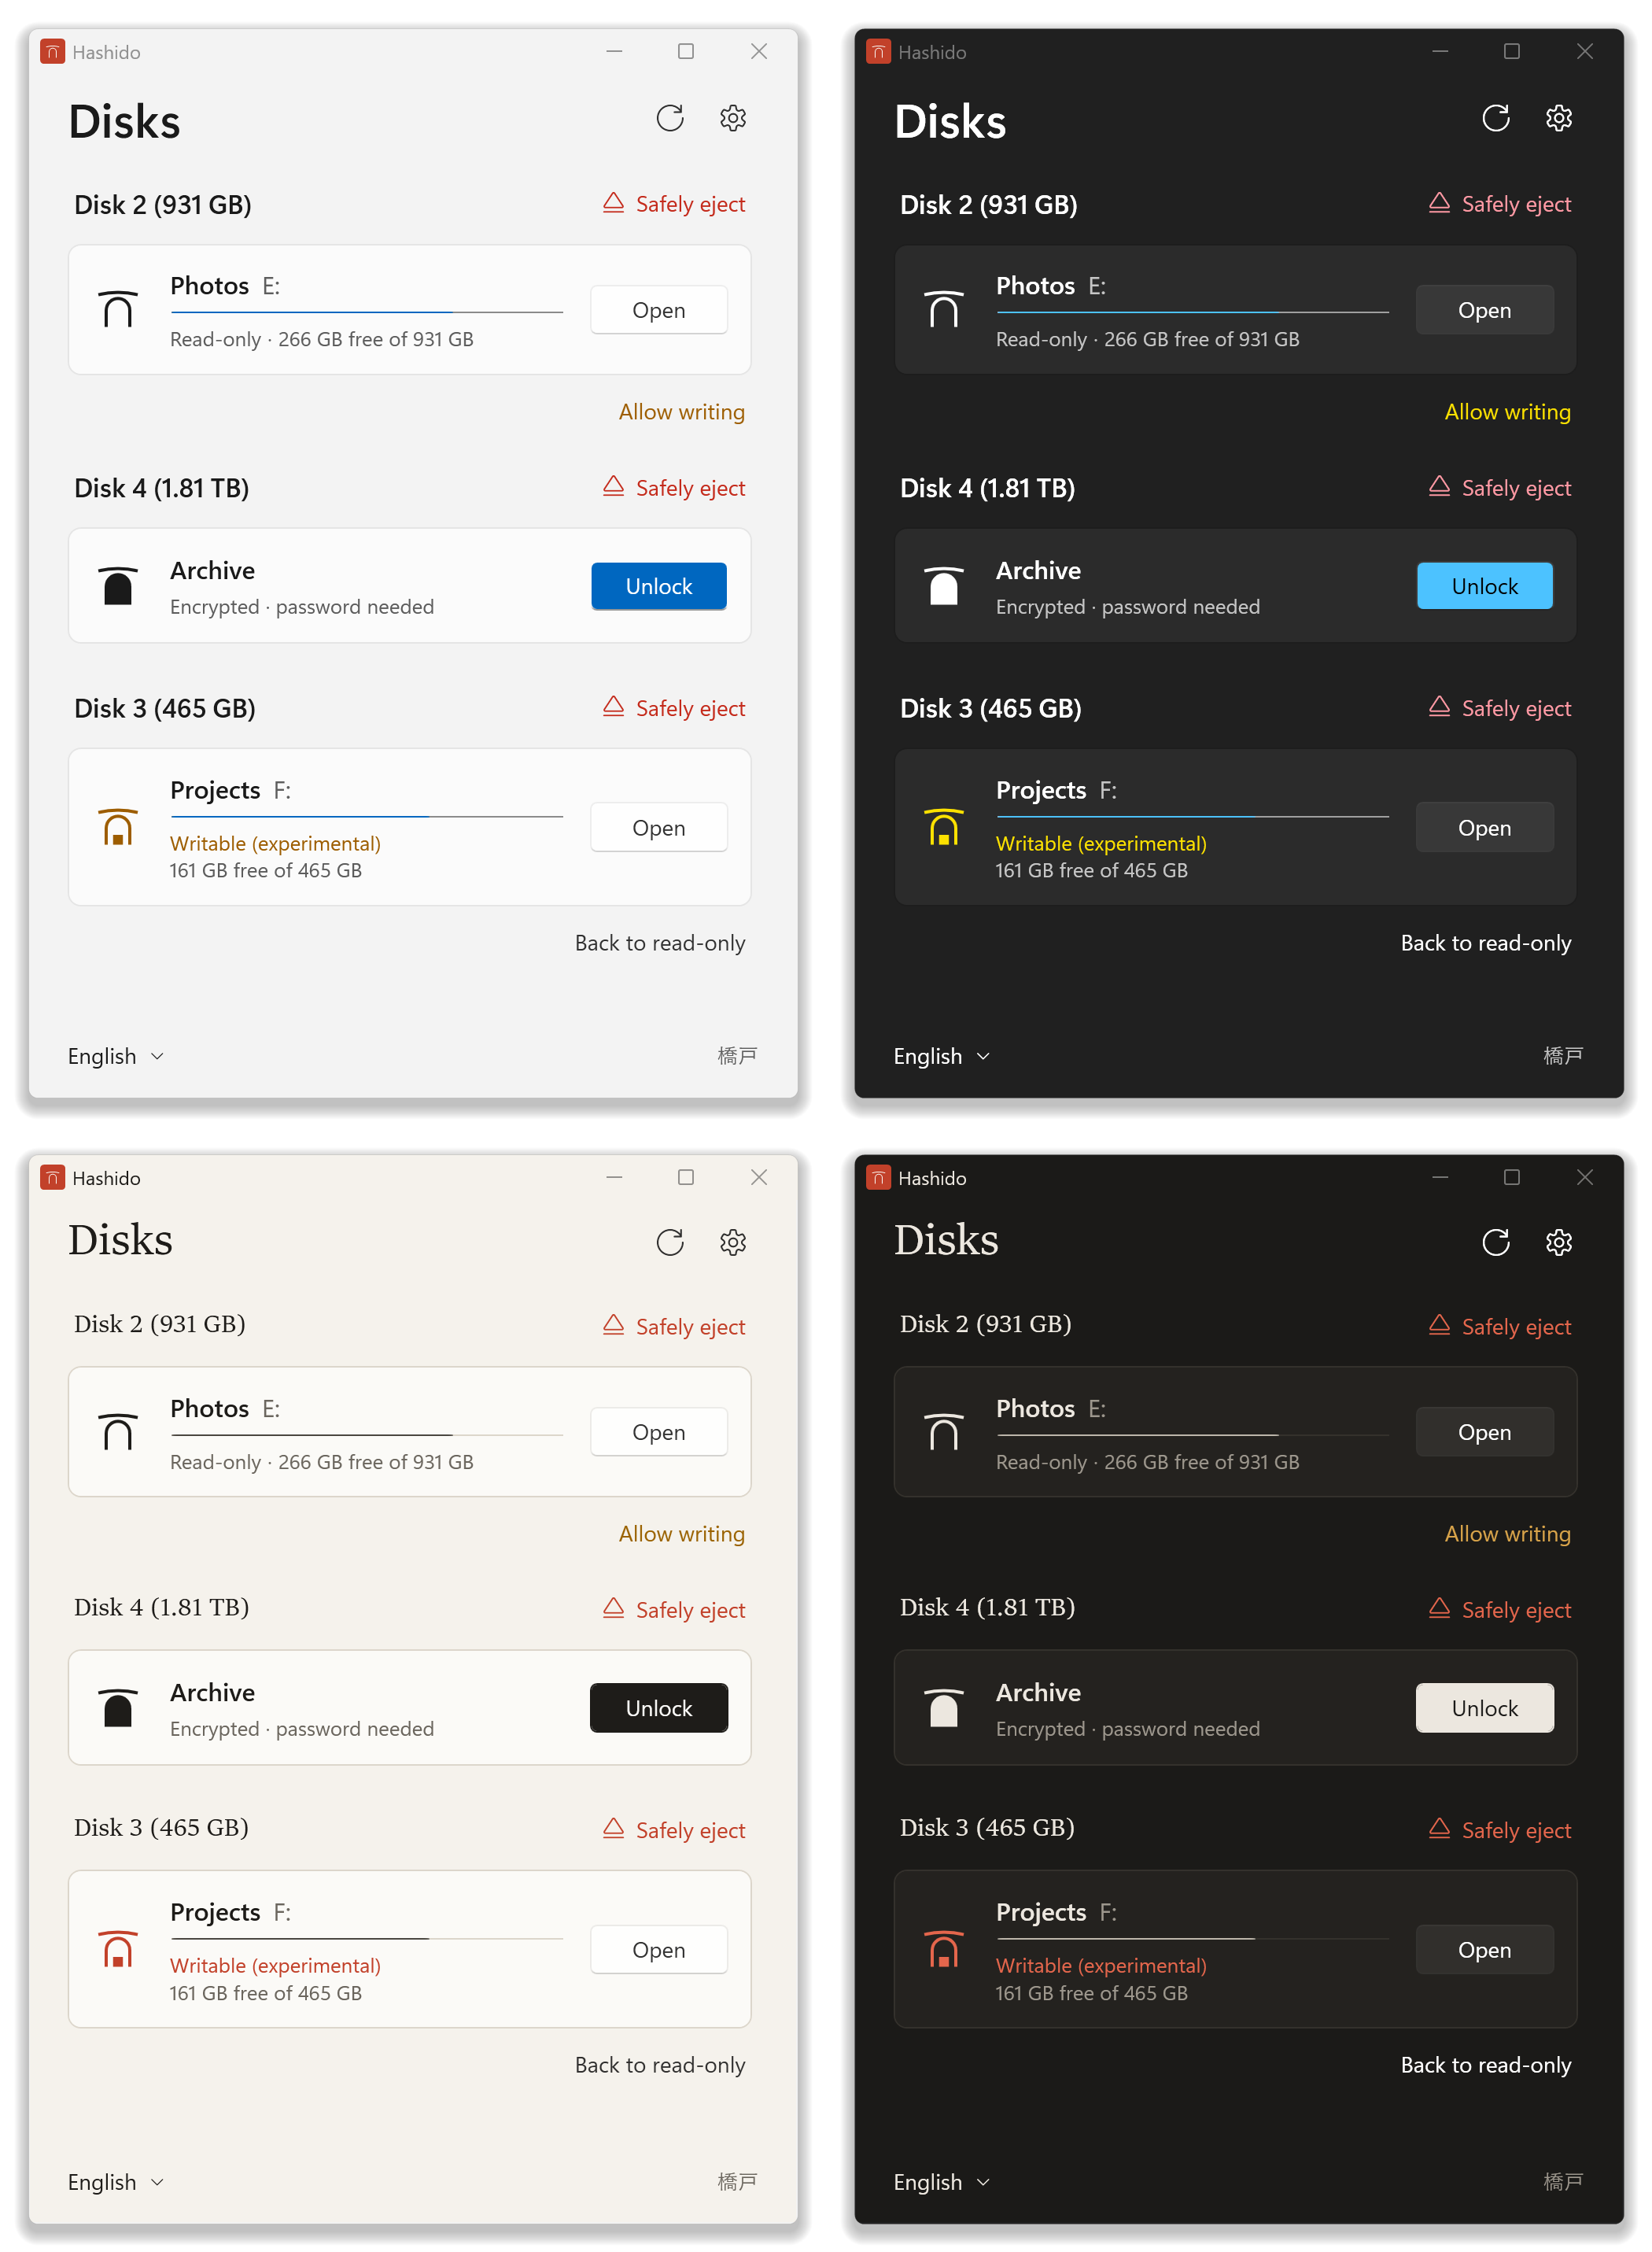 Hashido
Disks
Disk 2 (931 GB)
Safely eject
Photos E:
Read-only · 266 GB free of 931 GB
Open
Allow writing
Disk 4 (1.81 TB)
Safely eject
Archive
Encrypted · password needed
Unlock
Disk 3 (465 GB)
Safely eject
Projects F:
Writable (experimental)
161 GB free of 465 GB
Open
Back to read-only
English
橋戸
Hashido
Disks
Disk 2 (931 GB)
Safely eject
Photos E:
Read-only · 266 GB free of 931 GB
Open
Allow writing
Disk 4 (1.81 TB)
Safely eject
Archive
Encrypted · password needed
Unlock
Disk 3 (465 GB)
Safely eject
Projects F:
Writable (experimental)
161 GB free of 465 GB
Open
Back to read-only
English
橋戸
Hashido
Disks
Disk 2 (931 GB)
Safely eject
Photos E:
Read-only · 266 GB free of 931 GB
Open
Allow writing
Disk 4 (1.81 TB)
Safely eject
Archive
Encrypted · password needed
Unlock
Disk 3 (465 GB)
Safely eject
Projects F:
Writable (experimental)
161 GB free of 465 GB
Open
Back to read-only
English
橋戸
Hashido
Disks
Disk 2 (931 GB)
Safely eject
Photos E:
Read-only · 266 GB free of 931 GB
Open
Allow writing
Disk 4 (1.81 TB)
Safely eject
Archive
Encrypted · password needed
Unlock
Disk 3 (465 GB)
Safely eject
Projects F:
Writable (experimental)
161 GB free of 465 GB
Open
Back to read-only
English
橋戸